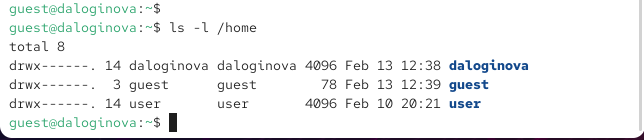 guest@daloginova:~$
guest@daloginova:~$ ls -l /home
total 8
drwx------. 14 daloginova daloginova 4096 Feb 13 12:38 daloginova
drwx------.  3 guest      guest        78 Feb 13 12:39 guest
drwx------. 14 user       user       4096 Feb 10 20:21 user
guest@daloginova:~$